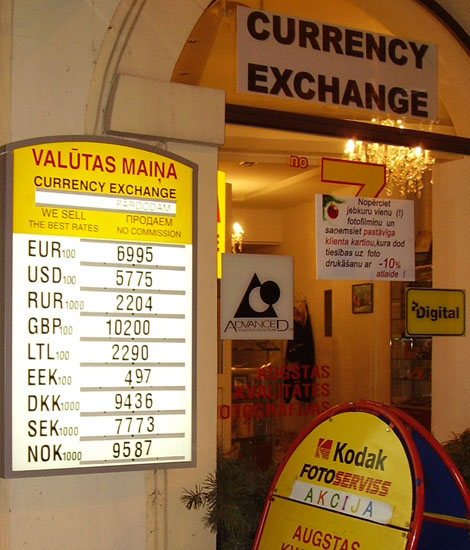 CURRENCY
EXCHANGE
VALŪTAS MAIŅA
CURRENCY EXCHANGE
PĀRDODAM
WE SELL ПРОДАЕМ
THE BEST RATES NO COMMISSION
EUR100 6995
USD100 5775
RUR1000 2204
GBP100 10200
LTL100 2290
EEK100 497
DKK1000 9436
SEK1000 7773
NOK1000 9587
no 7
Nopērciet
jebkuru vienu (!)
fotofilmiņu un
saņemsiet pastāvīga
klienta kartiņu, kura dod
tiesības uz foto
drukāšanu ar -10%
atlaide !
ADVANCED
PHOTO SYSTEM
Digital
AUGSTAS
KVALITĀTES
FOTOGRĀFIJAS
Kodak
FOTOSERVISS
AKCIJA
AUGSTAS